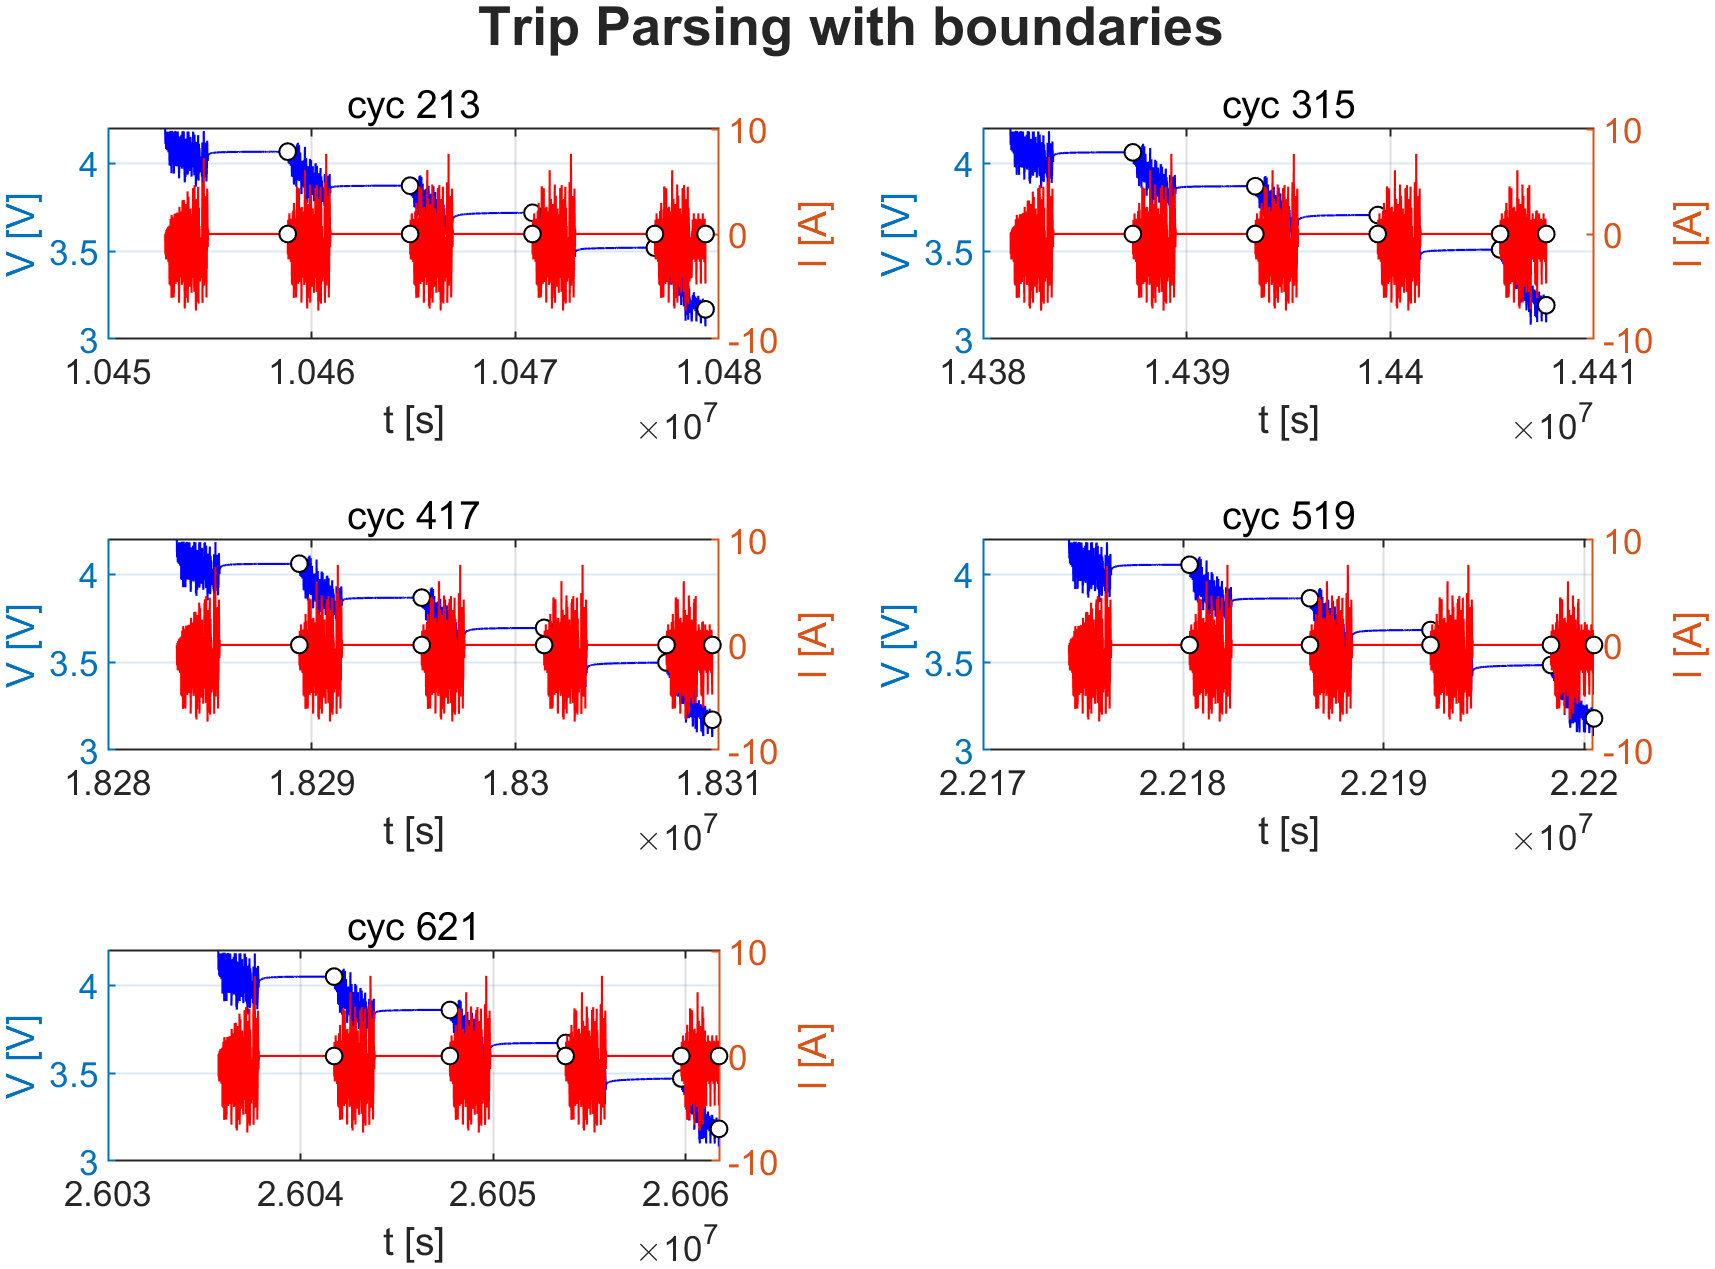 Trip Parsing with boundaries
cyc 213
V [V]
4
3.5
3
10
0
-10
I [A]
1.045 1.046 1.047 1.048
t [s]
×10^7
cyc 315
V [V]
4
3.5
3
10
0
-10
I [A]
1.438 1.439 1.44 1.441
t [s]
×10^7
cyc 417
V [V]
4
3.5
3
10
0
-10
I [A]
1.828 1.829 1.83 1.831
t [s]
×10^7
cyc 519
V [V]
4
3.5
3
10
0
-10
I [A]
2.217 2.218 2.219 2.22
t [s]
×10^7
cyc 621
V [V]
4
3.5
3
10
0
-10
I [A]
2.603 2.604 2.605 2.606
t [s]
×10^7